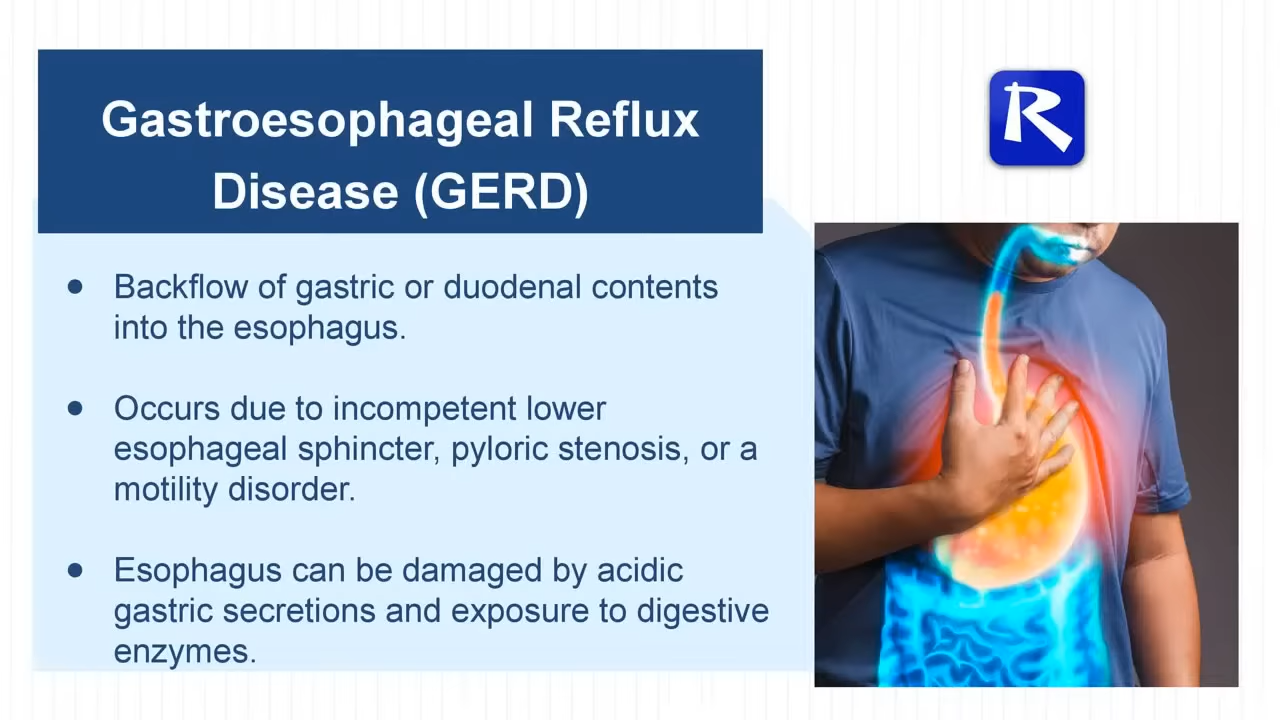 Gastroesophageal Reflux
Disease (GERD)
R
● Backflow of gastric or duodenal contents
into the esophagus.
● Occurs due to incompetent lower
esophageal sphincter, pyloric stenosis, or a
motility disorder.
● Esophagus can be damaged by acidic
gastric secretions and exposure to digestive
enzymes.